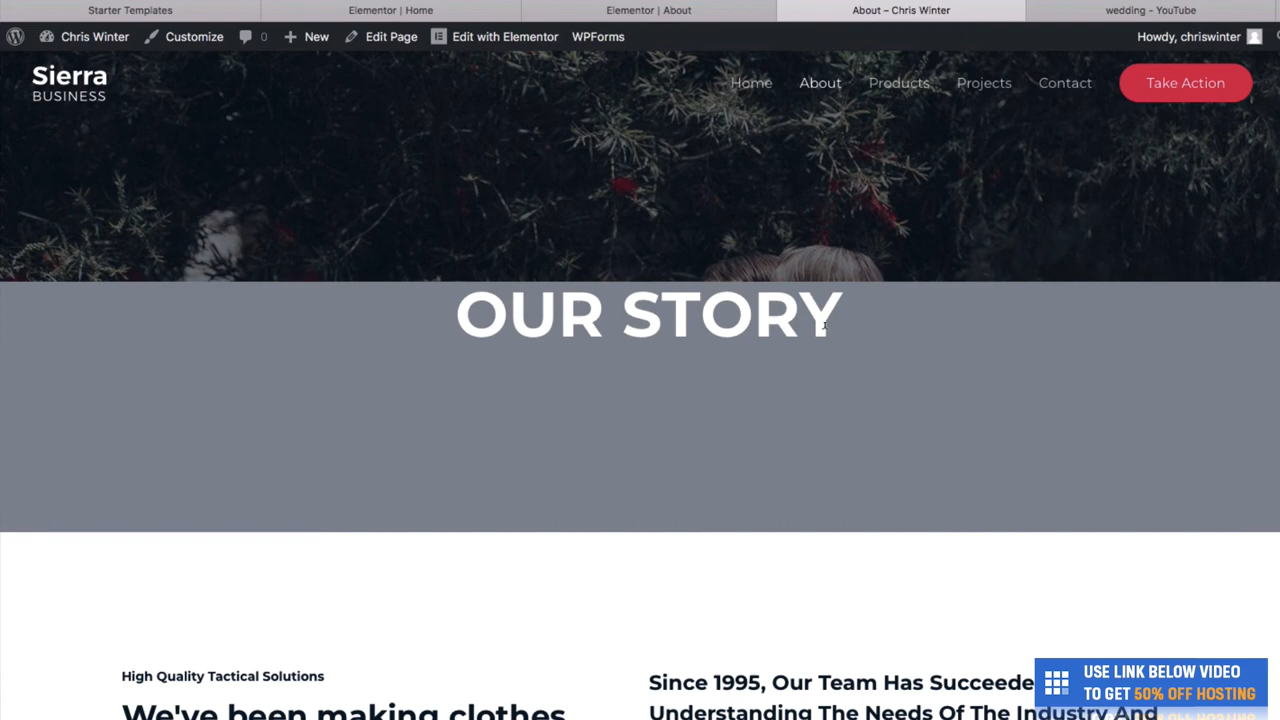 Starter Templates
Elementor | Home
Elementor | About
About – Chris Winter
wedding - YouTube
Chris Winter
Customize
0
New
Edit Page
Edit with Elementor
WPForms
Howdy, chriswinter
Sierra
BUSINESS
Home
About
Products
Projects
Contact
Take Action
OUR STORY
High Quality Tactical Solutions
We've been making clothes
Since 1995, Our Team Has Succeede
Understanding The Needs Of The Industry And
USE LINK BELOW VIDEO
TO GET 50% OFF HOSTING